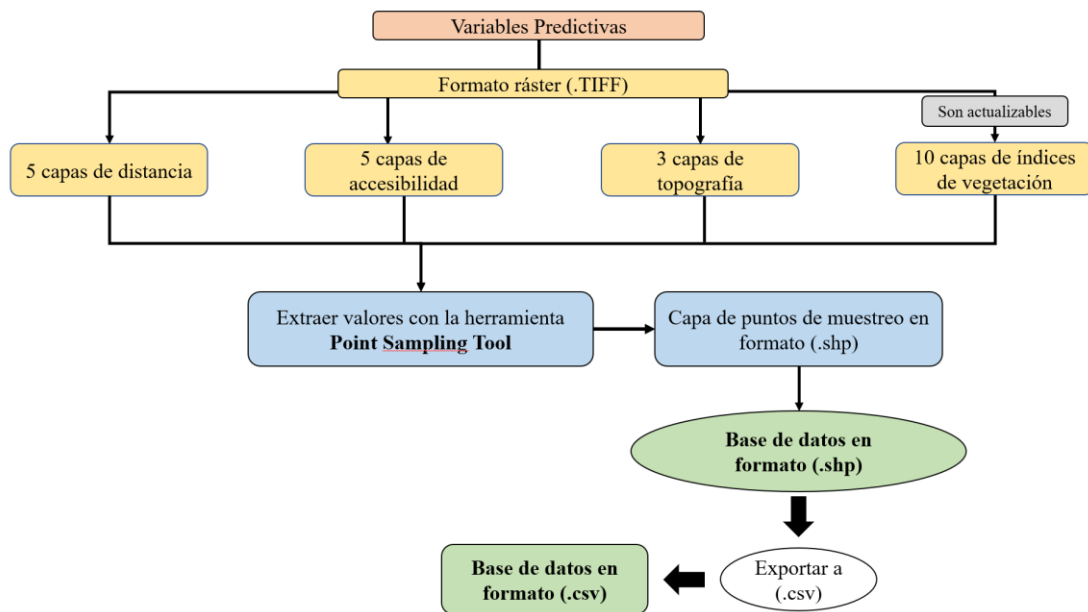 Variables Predictivas
Formato ráster (.TIFF)
Son actualizables
5 capas de distancia
5 capas de
accesibilidad
3 capas de
topografía
10 capas de índices
de vegetación
Extraer valores con la herramienta
Point Sampling Tool
Capa de puntos de muestreo en
formato (.shp)
Base de datos en
formato (.shp)
Exportar a
(.csv)
Base de datos en
formato (.csv)